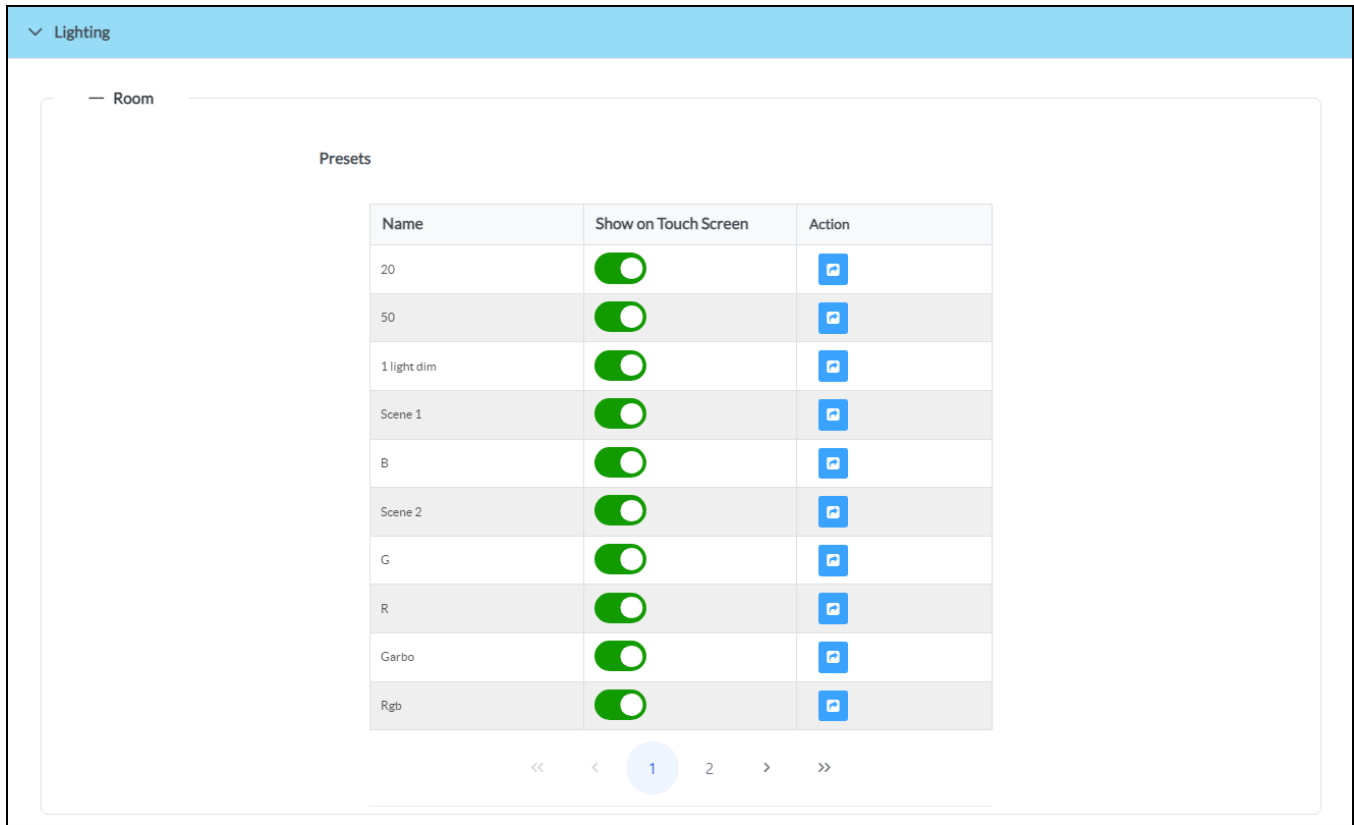 Lighting
Room
Presets
Name Show on Touch Screen Action
20
50
1 light dim
Scene 1
B
Scene 2
G
R
Garbo
Rgb
1 2